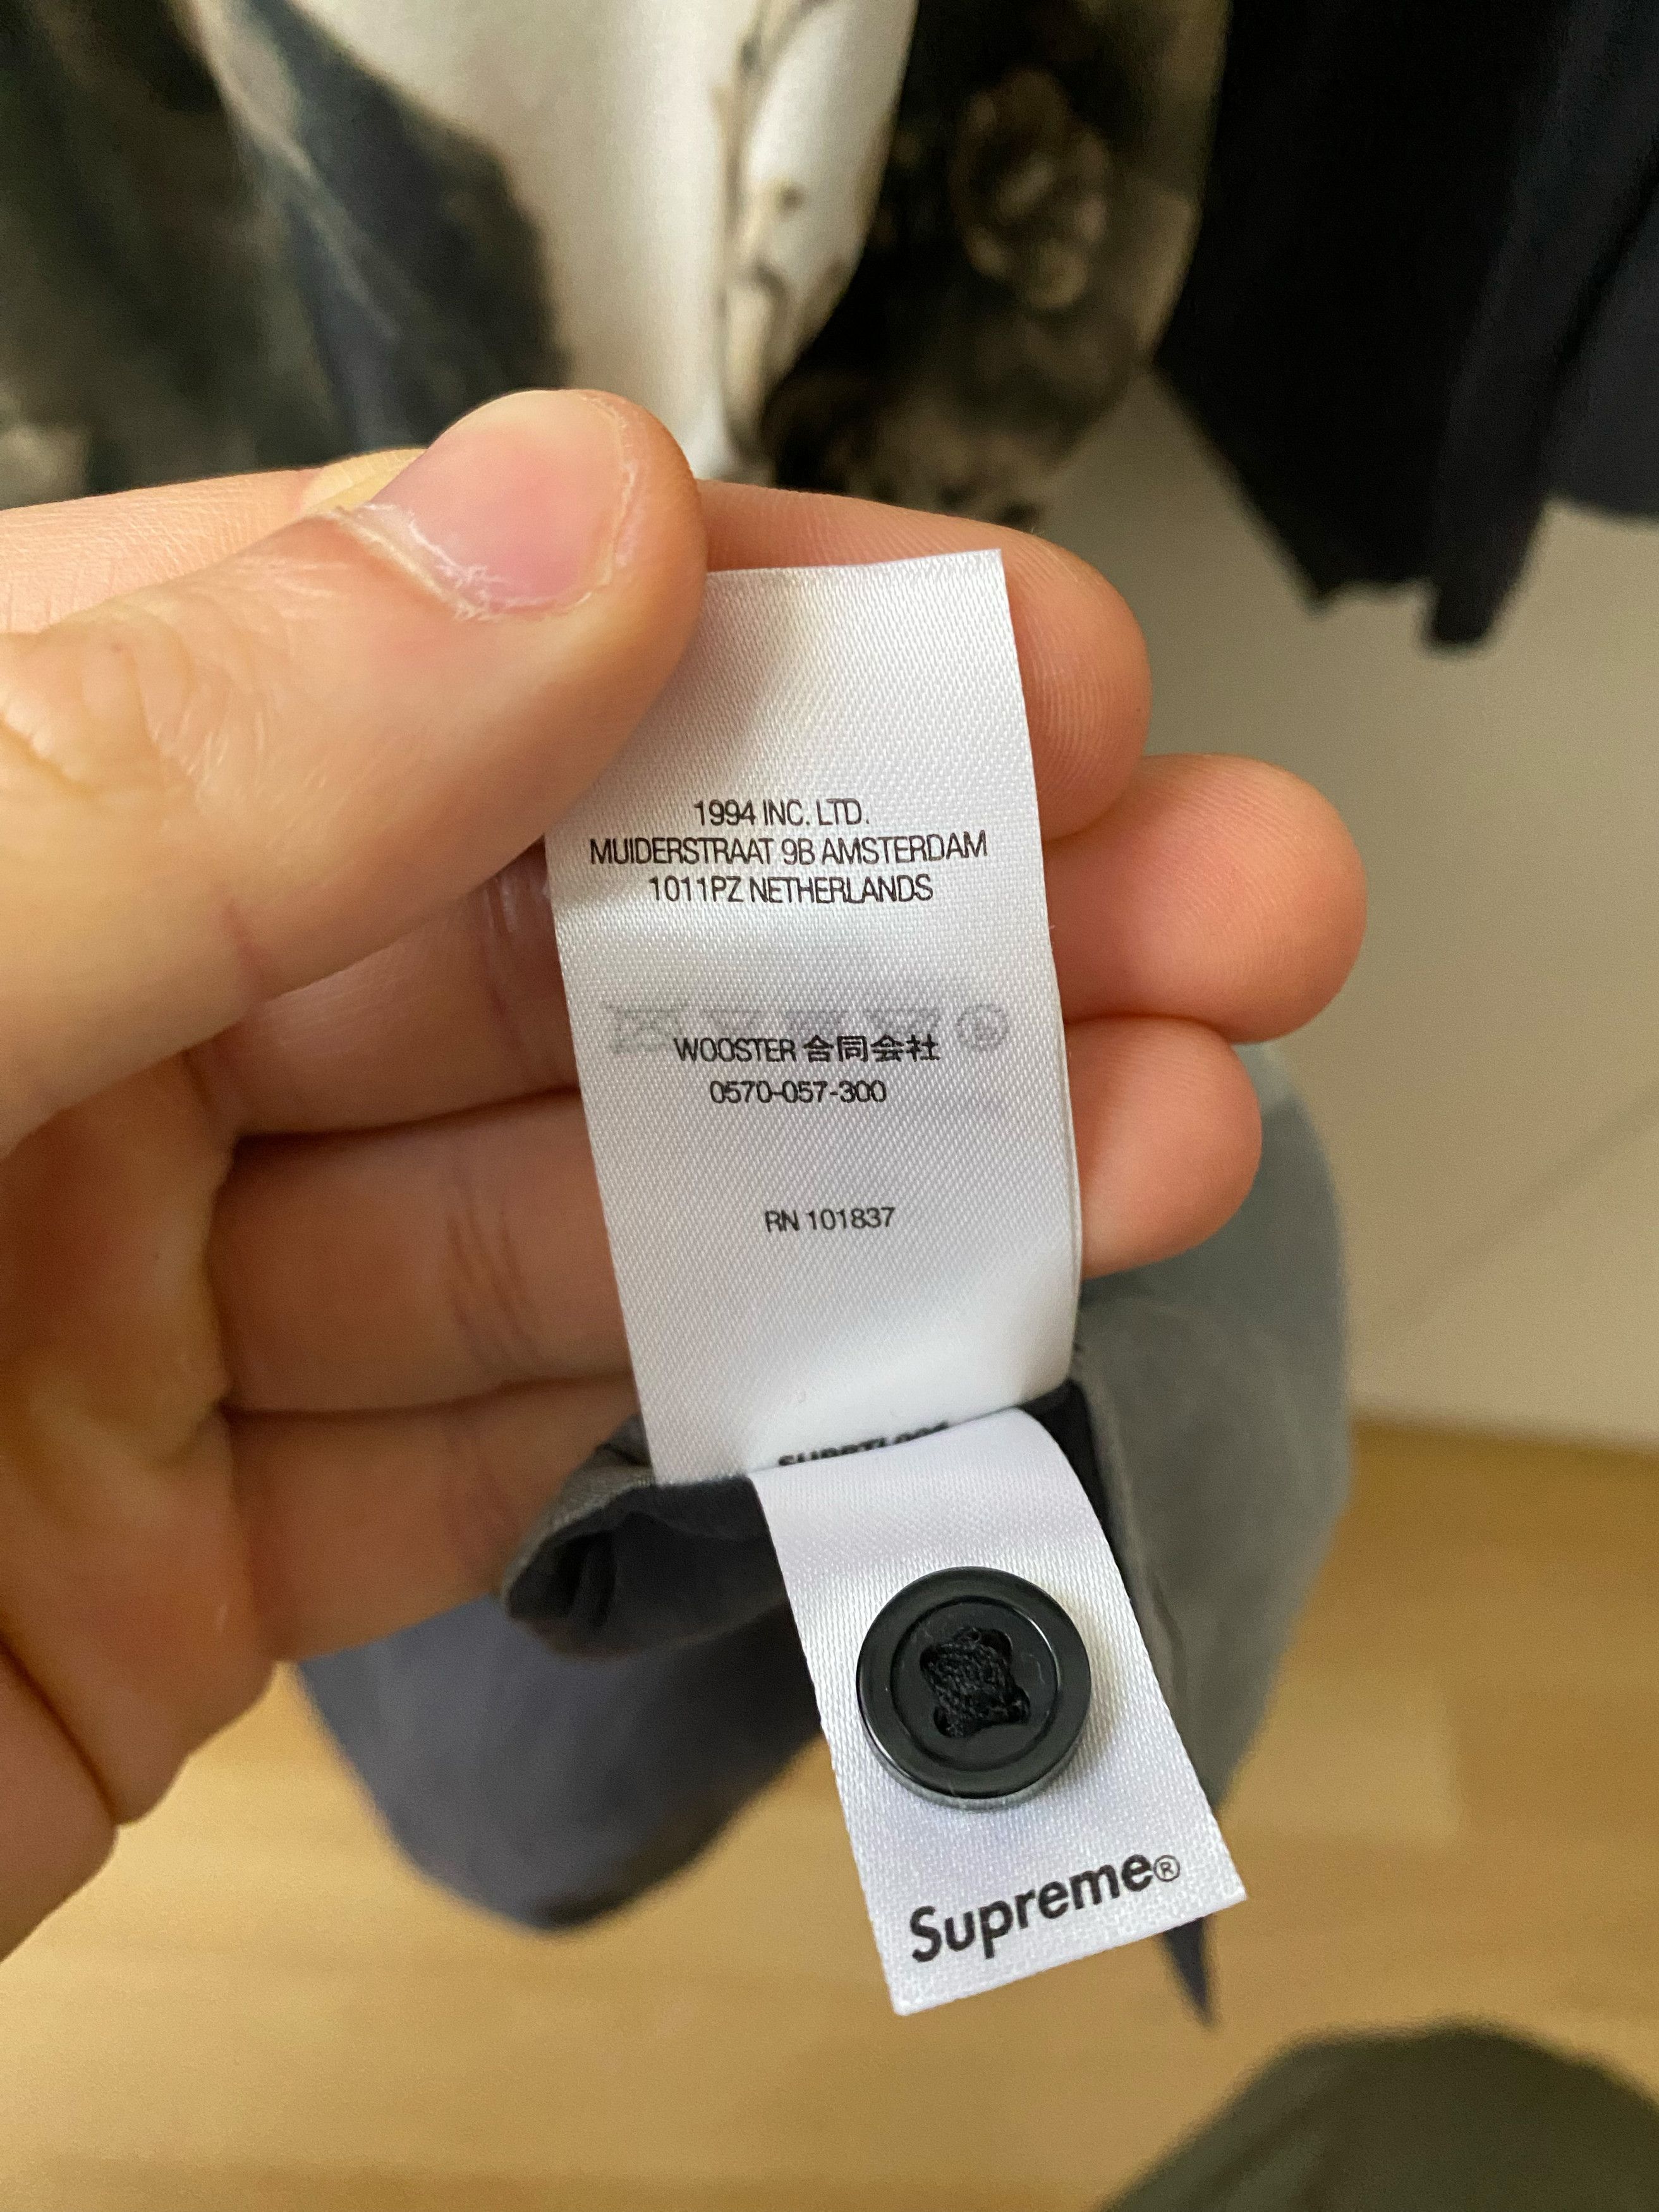 1994 INC. LTD.
MUIDERSTRAAT 9B AMSTERDAM
1011PZ NETHERLANDS
WOOSTER 合同会社
0570-057-300
RN 101837
Supreme®